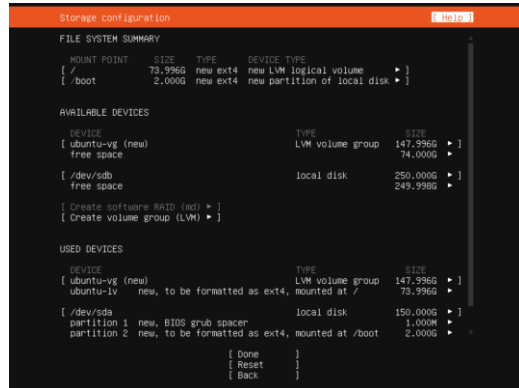 Storage configuration [ Help ]
FILE SYSTEM SUMMARY
MOUNT POINT SIZE TYPE DEVICE TYPE
[ / 73.996G new ext4 new LVM logical volume ▸ ]
[ /boot 2.000G new ext4 new partition of local disk ▸ ]
AVAILABLE DEVICES
DEVICE TYPE SIZE
[ ubuntu-vg (new) LVM volume group 147.996G ▸ ]
free space 74.000G ▸
[ /dev/sdb local disk 250.000G ▸ ]
free space 249.998G ▸
[ Create software RAID (md) ▸ ]
[ Create volume group (LVM) ▸ ]
USED DEVICES
DEVICE TYPE SIZE
[ ubuntu-vg (new) LVM volume group 147.996G ▸ ]
ubuntu-lv new, to be formatted as ext4, mounted at / 73.996G ▸
[ /dev/sda local disk 150.000G ▸ ]
partition 1 new, BIOS grub spacer 1.000M ▸
partition 2 new, to be formatted as ext4, mounted at /boot 2.000G ▸
[ Done ]
[ Reset ]
[ Back ]